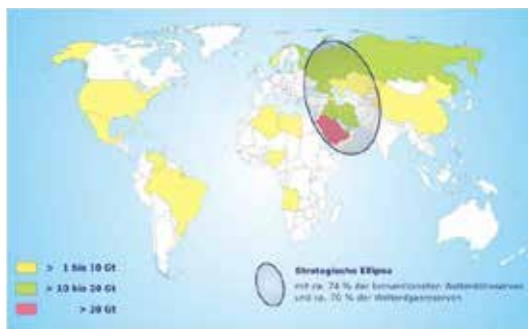 > 1 bis 10 Gt
> 10 bis 20 Gt
> 20 Gt
Strategische Ellipse
mit ca. 74 % der konventionellen Welterdölreserven
und ca. 70 % der Welterdgasreserven